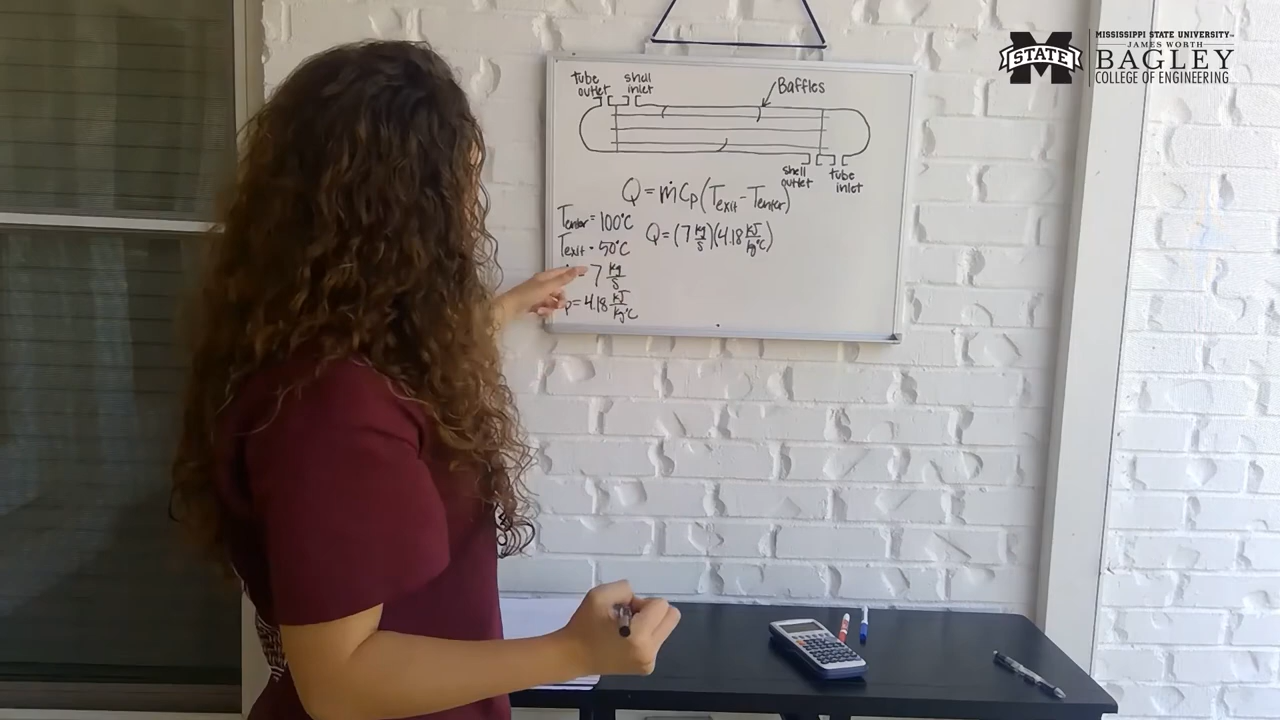 MISSISSIPPI STATE UNIVERSITY™
JAMES WORTH
BAGLEY
COLLEGE OF ENGINEERING
STATE
tube outlet
shell inlet
Baffles
shell outlet
tube inlet
Q = ṁCp(Texit - Tenter)
Tenter = 100°C
Texit = 50°C
= 7 kg/s
p = 4.18 KJ/kg°C
Q = (7 kg/s)(4.18 KJ/kg°C)